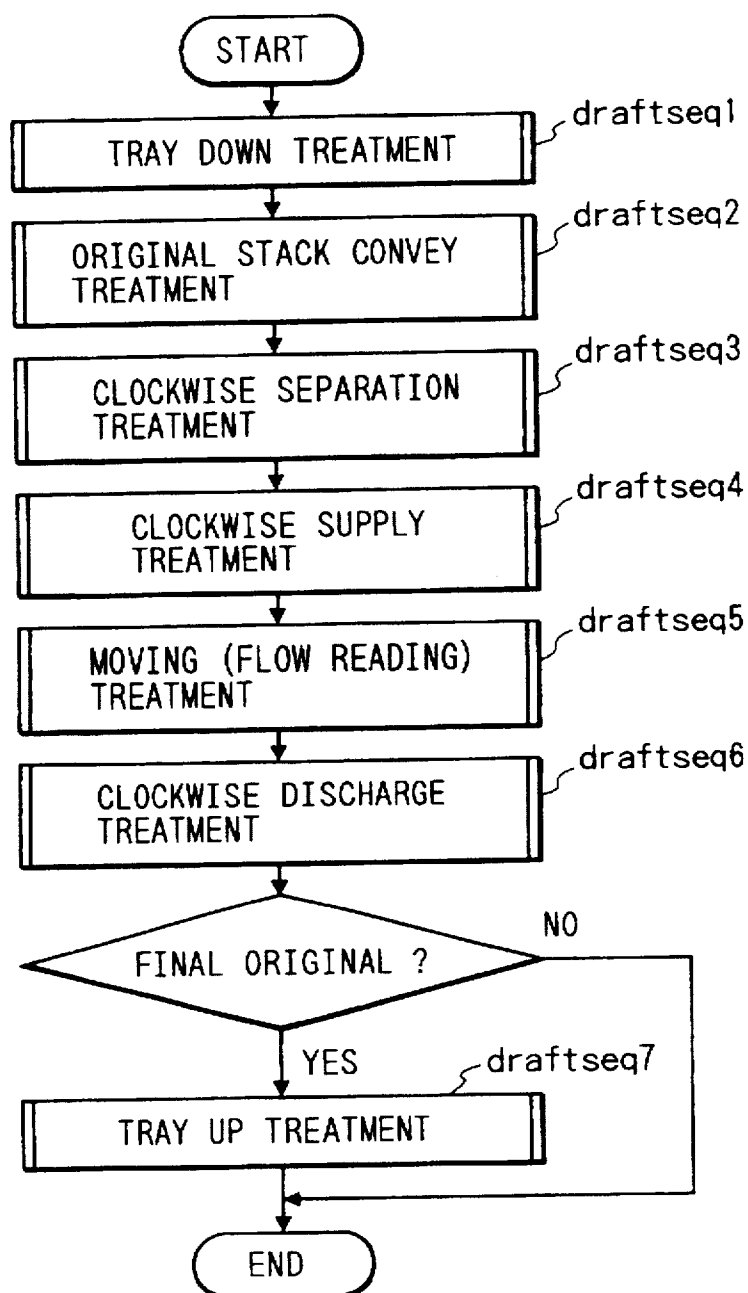 START
draftseq1
TRAY DOWN TREATMENT
draftseq2
ORIGINAL STACK CONVEY
TREATMENT
draftseq3
CLOCKWISE SEPARATION
TREATMENT
draftseq4
CLOCKWISE SUPPLY
TREATMENT
draftseq5
MOVING (FLOW READING)
TREATMENT
draftseq6
CLOCKWISE DISCHARGE
TREATMENT
NO
FINAL ORIGINAL ?
YES
draftseq7
TRAY UP TREATMENT
END